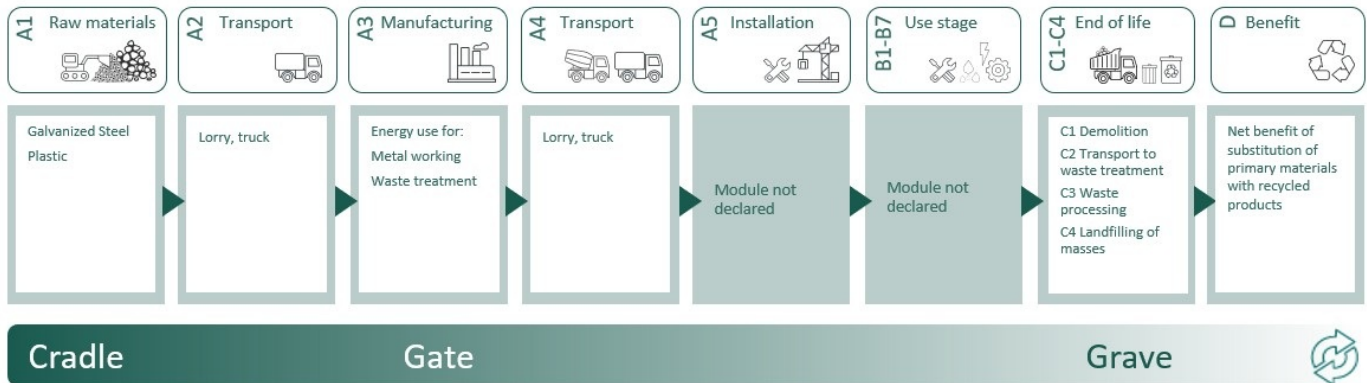 A1 Raw materials
A2 Transport
A3 Manufacturing
A4 Transport
A5 Installation
B1-B7 Use stage
C1-C4 End of life
D Benefit
Galvanized Steel
Plastic
Lorry, truck
Energy use for:
Metal working
Waste treatment
Lorry, truck
Module not
declared
Module not
declared
C1 Demolition
C2 Transport to
waste treatment
C3 Waste
processing
C4 Landfilling of
masses
Net benefit of
substitution of
primary materials
with recycled
products
Cradle
Gate
Grave